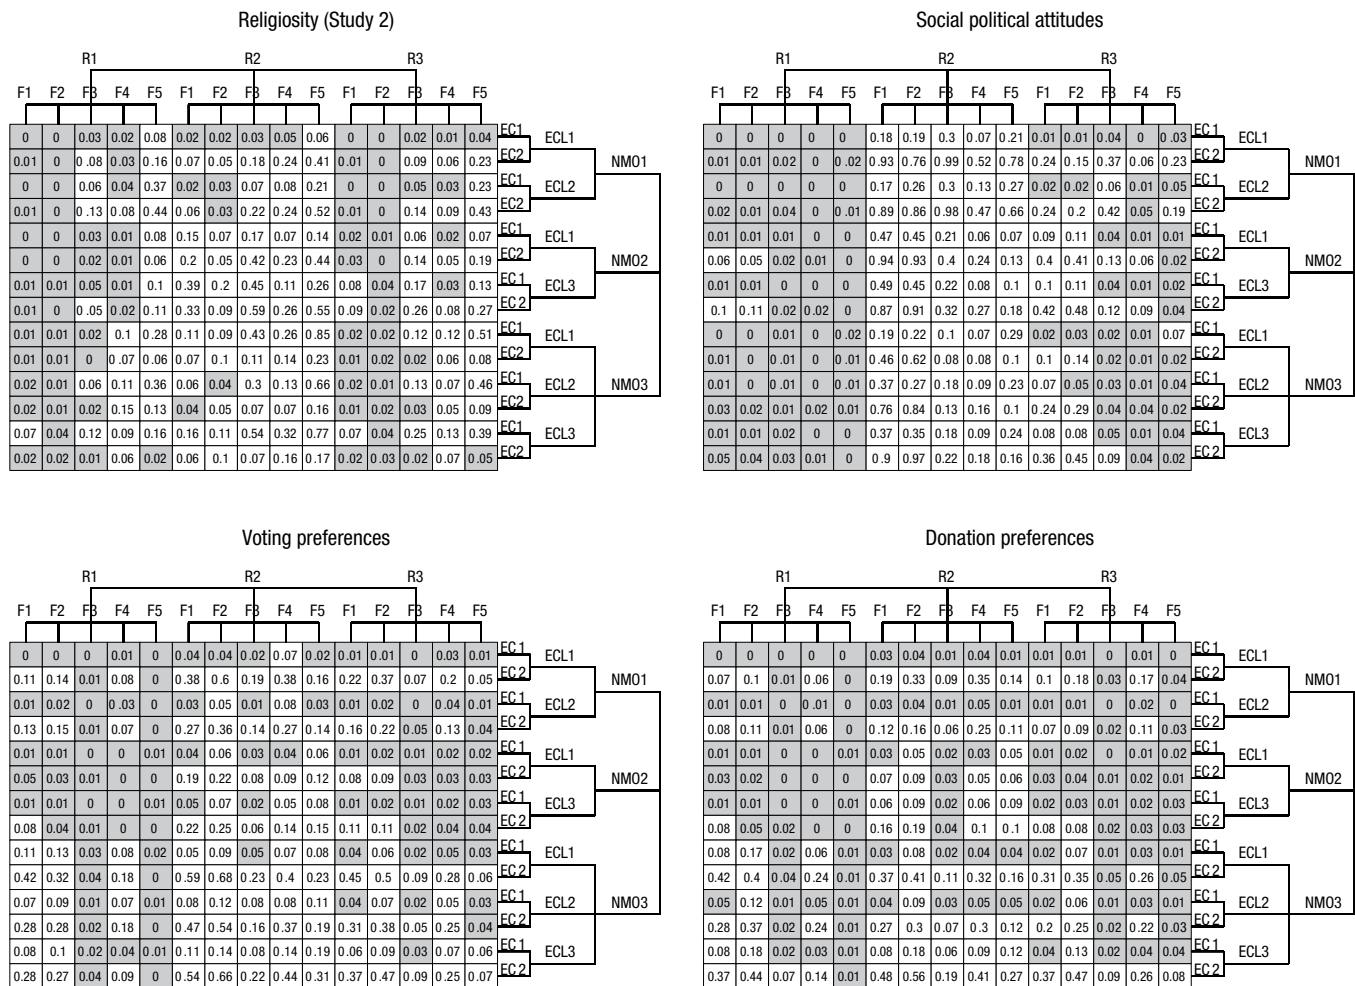 Religiosity (Study 2)
R1 R2 R3
F1 F2 F3 F4 F5 F1 F2 F3 F4 F5 F1 F2 F3 F4 F5
0 0 0.03 0.02 0.08 0.02 0.02 0.03 0.05 0.06 0 0 0.02 0.01 0.04 EC1 ECL1
0.01 0 0.08 0.03 0.16 0.07 0.05 0.18 0.24 0.41 0.01 0 0.09 0.06 0.23 EC2 NMO1
0 0 0.06 0.04 0.37 0.02 0.03 0.07 0.08 0.21 0 0 0.05 0.03 0.23 EC1 ECL2
0.01 0 0.13 0.08 0.44 0.06 0.03 0.22 0.24 0.52 0.01 0 0.14 0.09 0.43 EC2
0 0 0.03 0.01 0.08 0.15 0.07 0.17 0.07 0.14 0.02 0.01 0.06 0.02 0.07 EC1 ECL1
0 0 0.02 0.01 0.06 0.2 0.05 0.42 0.23 0.44 0.03 0 0.14 0.05 0.19 EC2 NMO2
0.01 0.01 0.05 0.01 0.1 0.39 0.2 0.45 0.11 0.26 0.08 0.04 0.17 0.03 0.13 EC1 ECL3
0.01 0 0.05 0.02 0.11 0.33 0.09 0.59 0.26 0.55 0.09 0.02 0.26 0.08 0.27 EC2
0.01 0.01 0.02 0.1 0.28 0.11 0.09 0.43 0.26 0.85 0.02 0.02 0.12 0.12 0.51 EC1 ECL1
0.01 0.01 0 0.07 0.06 0.07 0.1 0.11 0.14 0.23 0.01 0.02 0.02 0.06 0.08 EC2
0.02 0.01 0.06 0.11 0.36 0.06 0.04 0.3 0.13 0.66 0.02 0.01 0.13 0.07 0.46 EC1 ECL2 NMO3
0.02 0.01 0.02 0.15 0.13 0.04 0.05 0.07 0.07 0.16 0.01 0.02 0.03 0.05 0.09 EC2
0.07 0.04 0.12 0.09 0.16 0.16 0.11 0.54 0.32 0.77 0.07 0.04 0.25 0.13 0.39 EC1 ECL3
0.02 0.02 0.01 0.06 0.02 0.06 0.1 0.07 0.16 0.17 0.02 0.03 0.02 0.07 0.05 EC2
Social political attitudes
R1 R2 R3
F1 F2 F3 F4 F5 F1 F2 F3 F4 F5 F1 F2 F3 F4 F5
0 0 0 0 0 0.18 0.19 0.3 0.07 0.21 0.01 0.01 0.04 0 0.03 EC1 ECL1
0.01 0.01 0.02 0 0.02 0.93 0.76 0.99 0.52 0.78 0.24 0.15 0.37 0.06 0.23 EC2 NMO1
0 0 0 0 0 0.17 0.26 0.3 0.13 0.27 0.02 0.02 0.06 0.01 0.05 EC1 ECL2
0.02 0.01 0.04 0 0.01 0.89 0.86 0.98 0.47 0.66 0.24 0.2 0.42 0.05 0.19 EC2
0.01 0.01 0.01 0 0 0.47 0.45 0.21 0.06 0.07 0.09 0.11 0.04 0.01 0.01 EC1 ECL1
0.06 0.05 0.02 0.01 0 0.94 0.93 0.4 0.24 0.13 0.4 0.41 0.13 0.06 0.02 EC2 NMO2
0.01 0.01 0 0 0 0.49 0.45 0.22 0.08 0.1 0.1 0.11 0.04 0.01 0.02 EC1 ECL3
0.1 0.11 0.02 0.02 0 0.87 0.91 0.32 0.27 0.18 0.42 0.48 0.12 0.09 0.04 EC2
0 0 0.01 0 0.02 0.19 0.22 0.1 0.07 0.29 0.02 0.03 0.02 0.01 0.07 EC1 ECL1
0.01 0.01 0 0 0 0.46 0.62 0.08 0.08 0.1 0.1 0.14 0.02 0.01 0.02 EC2
0.01 0 0.01 0 0.01 0.37 0.27 0.18 0.09 0.23 0.07 0.05 0.03 0.01 0.04 EC1 ECL2 NMO3
0.03 0.02 0.01 0.02 0.01 0.76 0.84 0.13 0.16 0.1 0.24 0.29 0.04 0.04 0.02 EC2
0.01 0.01 0.02 0 0 0.37 0.35 0.18 0.09 0.24 0.08 0.08 0.05 0.01 0.04 EC1 ECL3
0.05 0.04 0.03 0.01 0 0.9 0.97 0.22 0.18 0.16 0.36 0.45 0.09 0.04 0.02 EC2
Voting preferences
R1 R2 R3
F1 F2 F3 F4 F5 F1 F2 F3 F4 F5 F1 F2 F3 F4 F5
0 0 0 0.01 0 0.04 0.04 0.02 0.07 0.02 0.01 0.01 0 0.03 0.01 EC1 ECL1
0.11 0.14 0.01 0.08 0 0.38 0.6 0.19 0.38 0.16 0.22 0.37 0.07 0.2 0.05 EC2 NMO1
0.01 0.02 0 0.03 0 0.03 0.05 0.01 0.08 0.03 0.01 0.02 0 0.04 0.01 EC1 ECL2
0.13 0.15 0.01 0.07 0 0.27 0.36 0.14 0.27 0.14 0.16 0.22 0.05 0.13 0.04 EC2
0.01 0.01 0 0 0.01 0.04 0.06 0.03 0.04 0.06 0.01 0.02 0.01 0.02 0.02 EC1 ECL1
0.05 0.03 0.01 0 0 0.19 0.22 0.08 0.09 0.12 0.08 0.09 0.03 0.03 0.03 EC2 NMO2
0.01 0.01 0 0 0.01 0.05 0.07 0.02 0.05 0.08 0.01 0.02 0.01 0.02 0.03 EC1 ECL3
0.08 0.04 0.01 0 0 0.22 0.25 0.06 0.14 0.15 0.11 0.11 0.02 0.04 0.04 EC2
0.11 0.13 0.03 0.08 0.02 0.05 0.09 0.05 0.07 0.08 0.04 0.06 0.02 0.05 0.03 EC1 ECL1
0.42 0.32 0.04 0.18 0 0.59 0.68 0.23 0.4 0.23 0.45 0.5 0.09 0.28 0.06 EC2
0.07 0.09 0.01 0.07 0.01 0.08 0.12 0.08 0.08 0.11 0.04 0.07 0.02 0.05 0.03 EC1 ECL2 NMO3
0.28 0.28 0.02 0.18 0 0.47 0.54 0.16 0.37 0.19 0.31 0.38 0.05 0.25 0.04 EC2
0.08 0.1 0.02 0.04 0.01 0.11 0.14 0.08 0.14 0.19 0.06 0.09 0.03 0.07 0.06 EC1 ECL3
0.28 0.27 0.04 0.09 0 0.54 0.66 0.22 0.44 0.31 0.37 0.47 0.09 0.25 0.07 EC2
Donation preferences
R1 R2 R3
F1 F2 F3 F4 F5 F1 F2 F3 F4 F5 F1 F2 F3 F4 F5
0 0 0 0 0 0.03 0.04 0.01 0.04 0.01 0.01 0.01 0 0.01 0 EC1 ECL1
0.07 0.1 0.01 0.06 0 0.19 0.33 0.09 0.35 0.14 0.1 0.18 0.03 0.17 0.04 EC2 NMO1
0.01 0.01 0 0.01 0 0.03 0.04 0.01 0.05 0.01 0.01 0.01 0 0.02 0 EC1 ECL2
0.08 0.11 0.01 0.06 0 0.12 0.16 0.06 0.25 0.11 0.07 0.09 0.02 0.11 0.03 EC2
0.01 0.01 0 0 0.01 0.03 0.05 0.02 0.03 0.05 0.01 0.01 0 0.01 0.02 EC1 ECL1
0.03 0.02 0 0 0 0.07 0.09 0.03 0.05 0.06 0.03 0.04 0.01 0.02 0.01 EC2 NMO2
0.01 0.01 0 0 0.01 0.06 0.09 0.02 0.06 0.09 0.02 0.03 0.01 0.02 0.03 EC1 ECL3
0.08 0.05 0.02 0 0 0.16 0.19 0.04 0.1 0.1 0.08 0.08 0.02 0.03 0.03 EC2
0.08 0.17 0.02 0.06 0.01 0.03 0.08 0.02 0.04 0.04 0.02 0.07 0.01 0.03 0.01 EC1 ECL1
0.42 0.4 0.04 0.24 0.01 0.37 0.41 0.11 0.32 0.16 0.31 0.35 0.05 0.26 0.05 EC2
0.05 0.12 0.01 0.05 0.01 0.04 0.09 0.03 0.05 0.05 0.02 0.06 0.01 0.03 0.01 EC1 ECL2 NMO3
0.28 0.37 0.02 0.24 0.01 0.27 0.3 0.07 0.3 0.12 0.2 0.25 0.02 0.22 0.03 EC2
0.08 0.18 0.02 0.03 0.01 0.08 0.18 0.06 0.09 0.12 0.04 0.13 0.02 0.04 0.04 EC1 ECL3
0.37 0.44 0.07 0.14 0.01 0.48 0.56 0.19 0.41 0.27 0.37 0.47 0.09 0.26 0.08 EC2